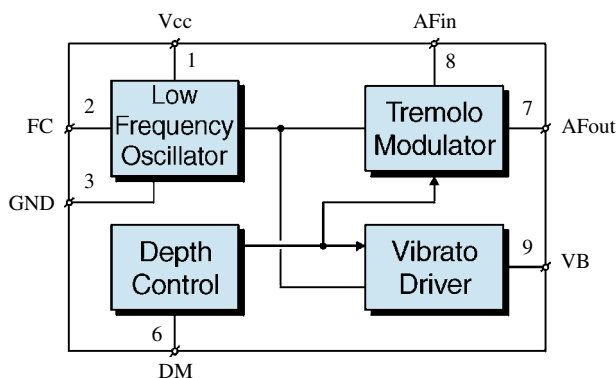 Vcc
AFin
1
8
Low
Frequency
Oscillator
Tremolo
Modulator
2
FC
7
AFout
3
GND
Depth
Control
Vibrato
Driver
9
VB
6
DM